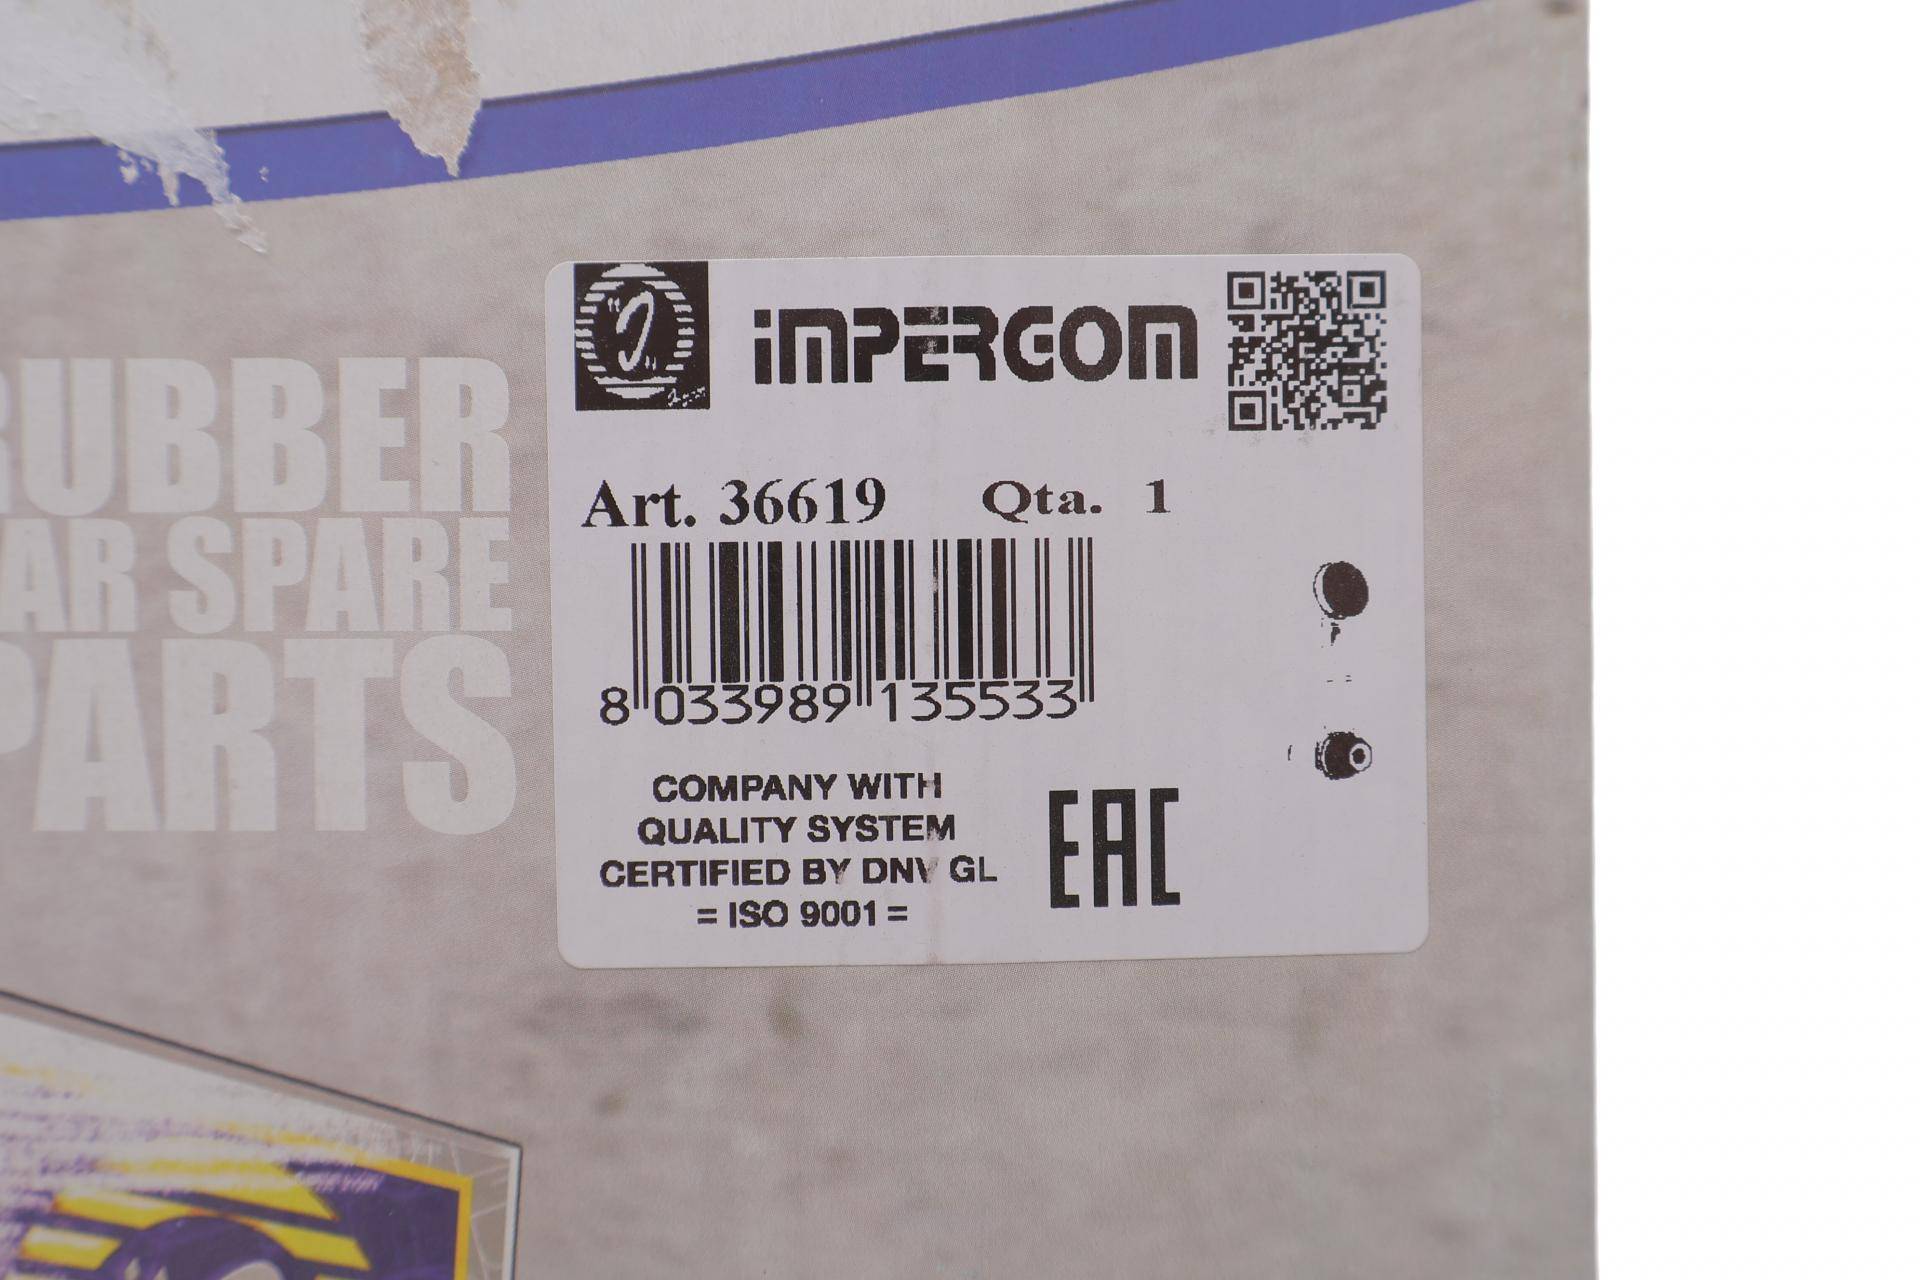 IMPERGOM
Art. 36619 Qta. 1
8 033989 135533
COMPANY WITH
QUALITY SYSTEM
CERTIFIED BY DNV GL
= ISO 9001 =
EAC
RUBBER
AR SPARE
PARTS